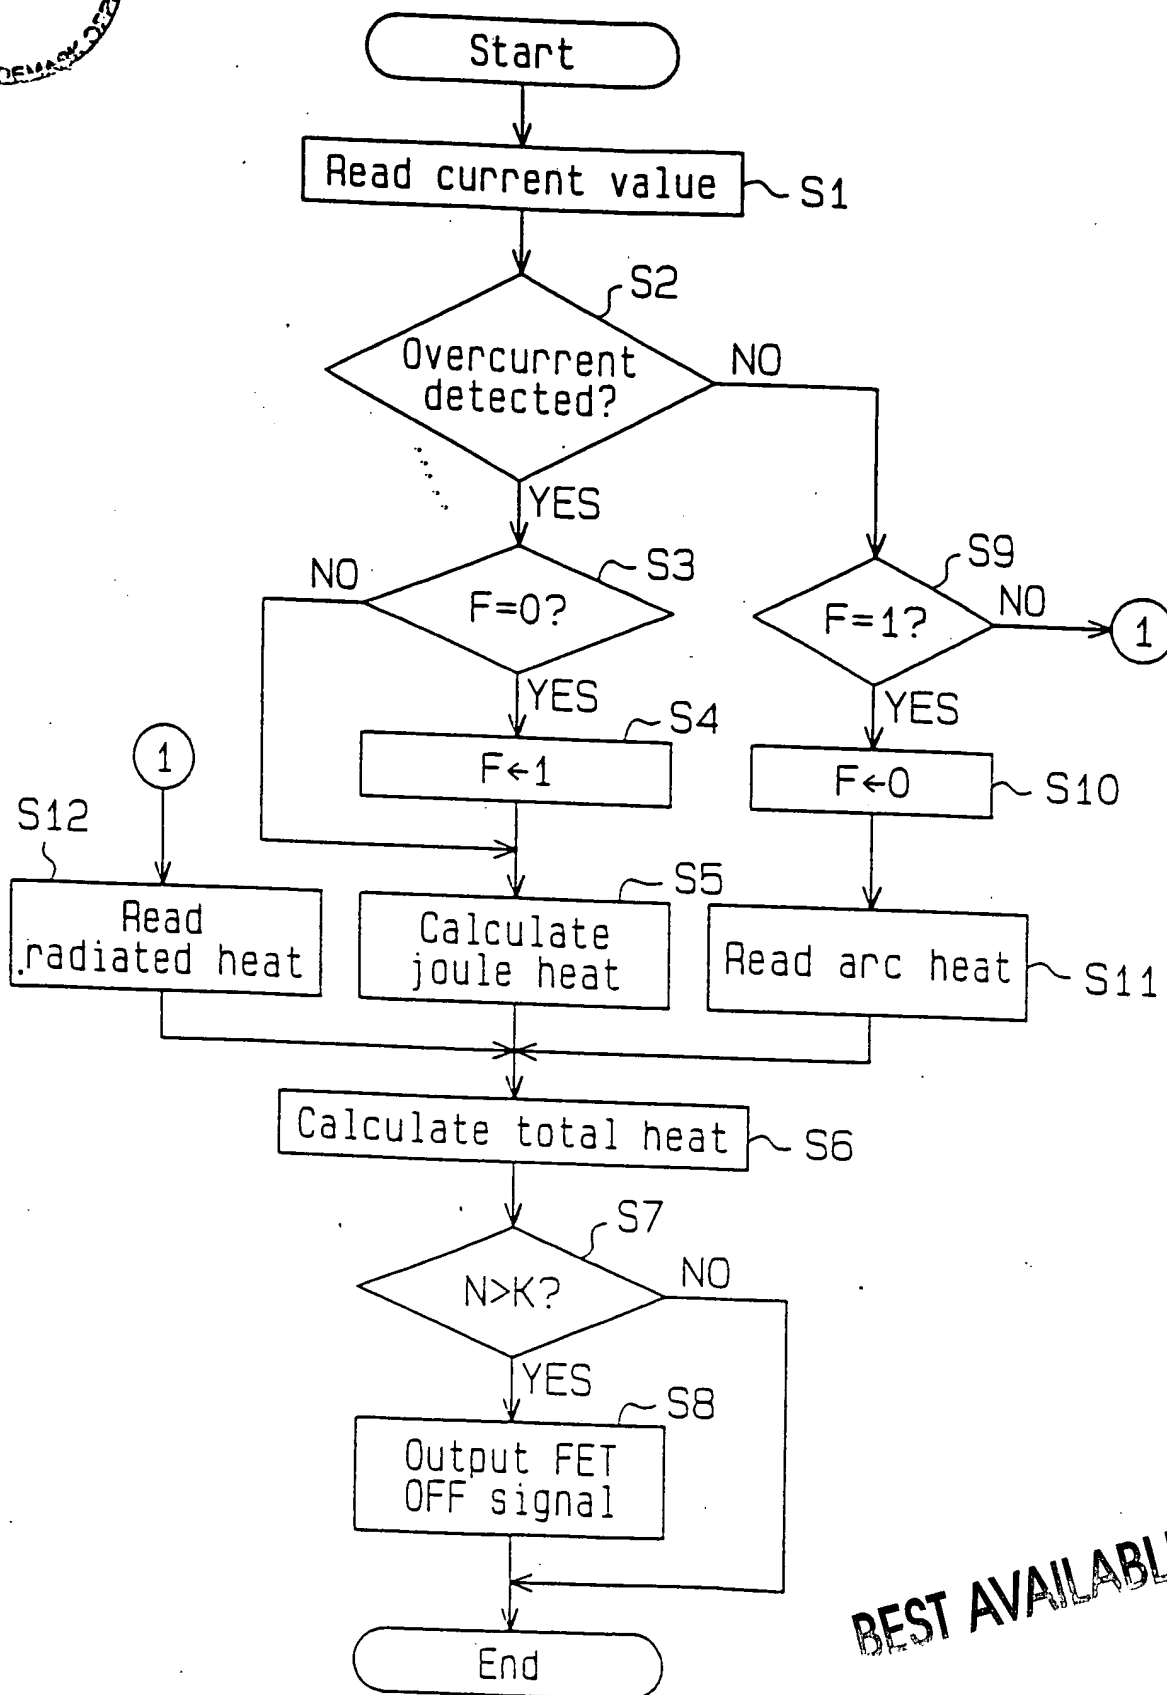 Start
Read current value
S1
S2
Overcurrent
detected?
NO
YES
S3
NO
F=0?
S9
F=1?
NO
1
YES
YES
S4
F←1
1
F←0
S10
S12
Read
radiated heat
S5
Calculate
joule heat
Read arc heat
S11
Calculate total heat
S6
S7
N>K?
NO
YES
S8
Output FET
OFF signal
End
BEST